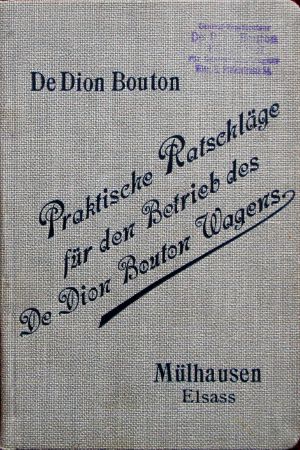 De Dion Bouton
Praktische Ratschläge
für den Betrieb des
De Dion Bouton Wagens
Mülhausen
Elsass